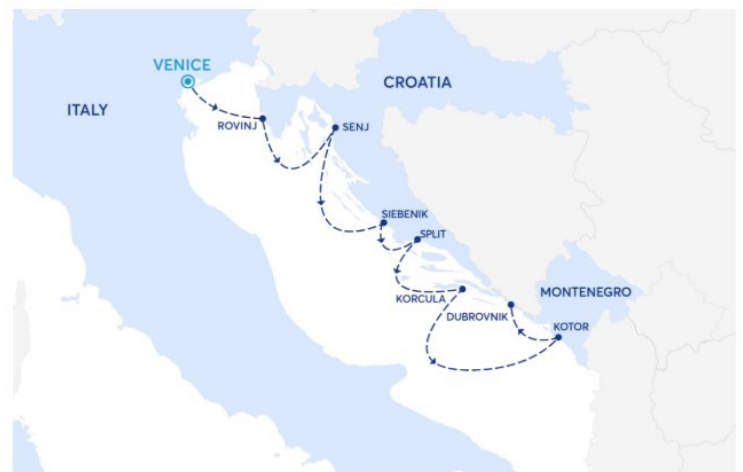 VENICE
CROATIA
ITALY
ROVINJ
SENJ
SIEBENIK
SPLIT
KORCULA
MONTENEGRO
DUBROVNIK
KOTOR